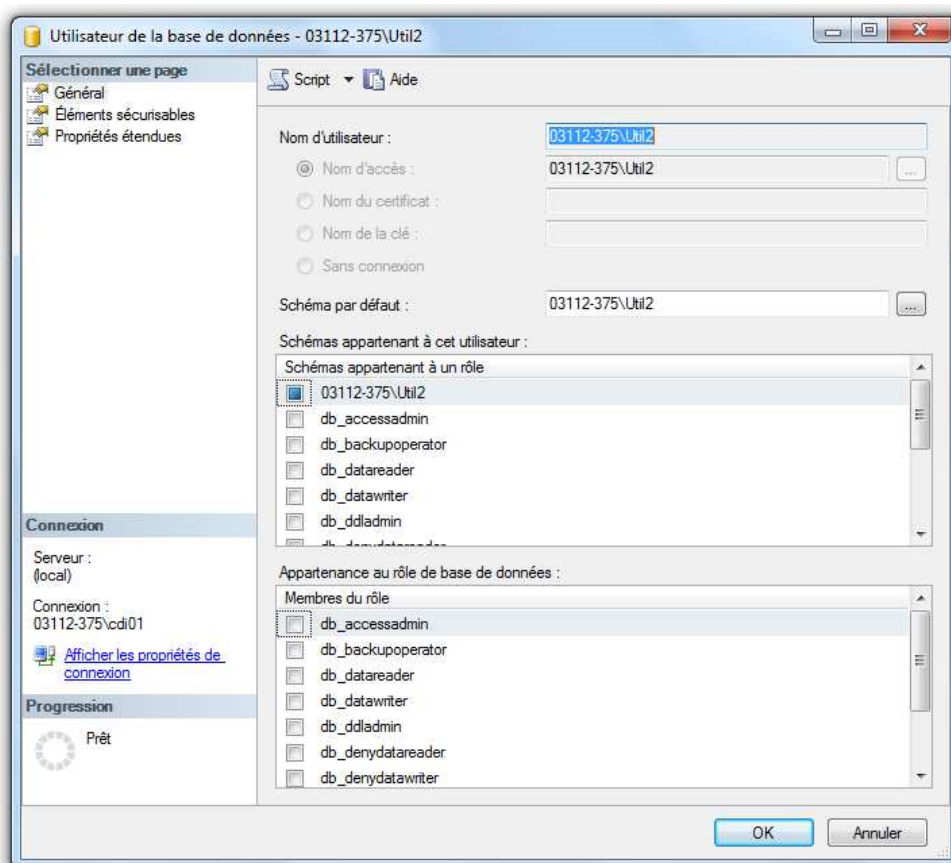 Utilisateur de la base de données - 03112-375\Util2
Sélectionner une page
Général
Éléments sécurisables
Propriétés étendues
Script
Aide
Nom d'utilisateur :
03112-375\Util2
Nom d'accès :
03112-375\Util2
...
Nom du certificat :
Nom de la clé :
Sans connexion
Schéma par défaut :
03112-375\Util2
...
Schémas appartenant à cet utilisateur :
Schémas appartenant à un rôle
03112-375\Util2
db_accessadmin
db_backupoperator
db_datareader
db_datawriter
db_ddladmin
Appartenance au rôle de base de données :
Membres du rôle
db_accessadmin
db_backupoperator
db_datareader
db_datawriter
db_ddladmin
db_denydatareader
db_denydatawriter
Connexion
Serveur :
(local)
Connexion :
03112-375\cdi01
Afficher les propriétés de
connexion
Progression
Prêt
OK
Annuler